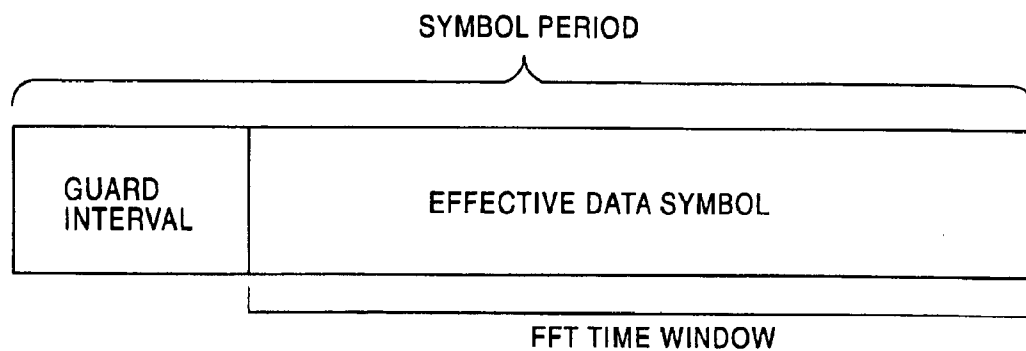 SYMBOL PERIOD
GUARD
INTERVAL
EFFECTIVE DATA SYMBOL
FFT TIME WINDOW